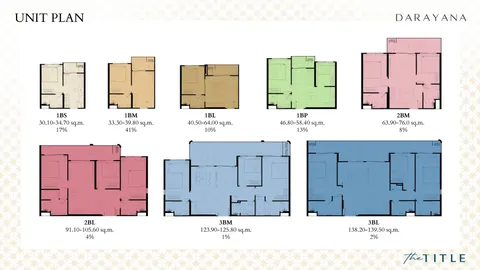 UNIT PLAN
DARAYANA
1BS
30.10-34.70 sq.m.
17%
1BM
33.30-39.80 sq.m.
41%
1BL
40.50-64.00 sq.m.
10%
1BP
46.80-58.40 sq.m.
13%
2BM
63.90-76.0 sq.m.
8%
2BL
91.10-105.60 sq.m.
4%
3BM
123.90-125.80 sq.m.
1%
3BL
138.20-139.50 sq.m.
2%
the TITLE